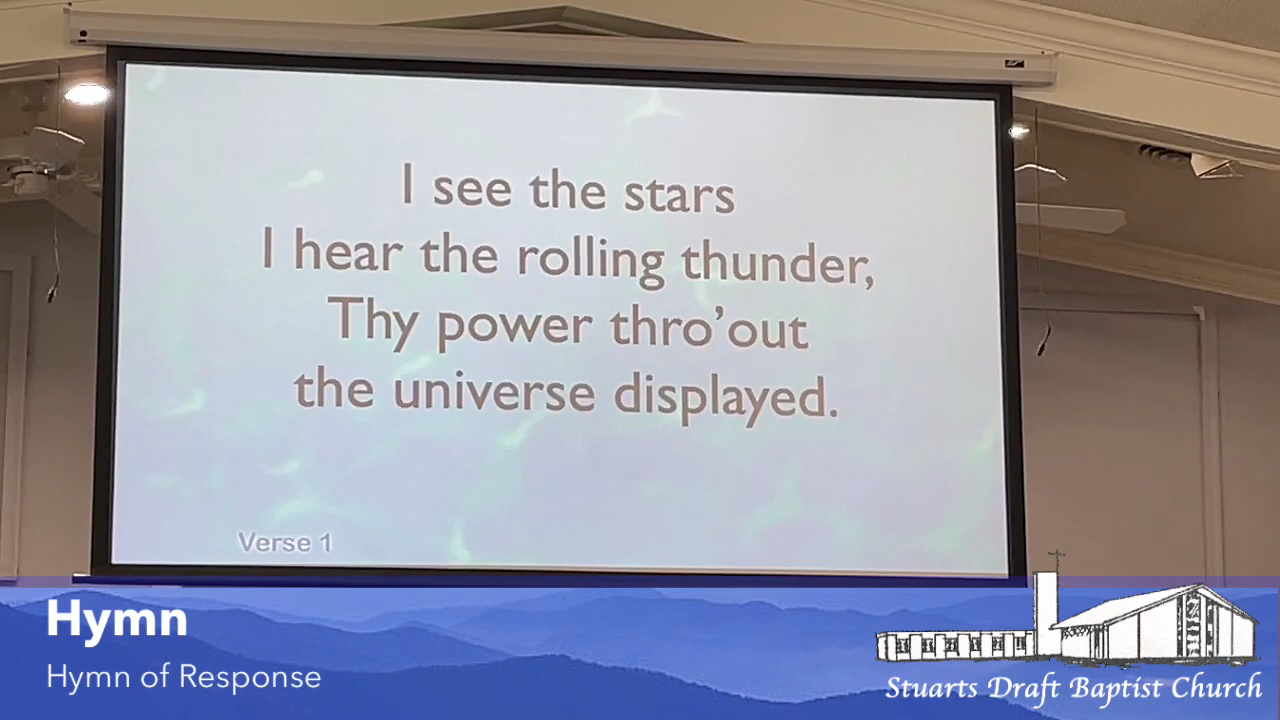 I see the stars
I hear the rolling thunder,
Thy power thro’out
the universe displayed.
Verse 1
Hymn
Hymn of Response
Stuarts Draft Baptist Church